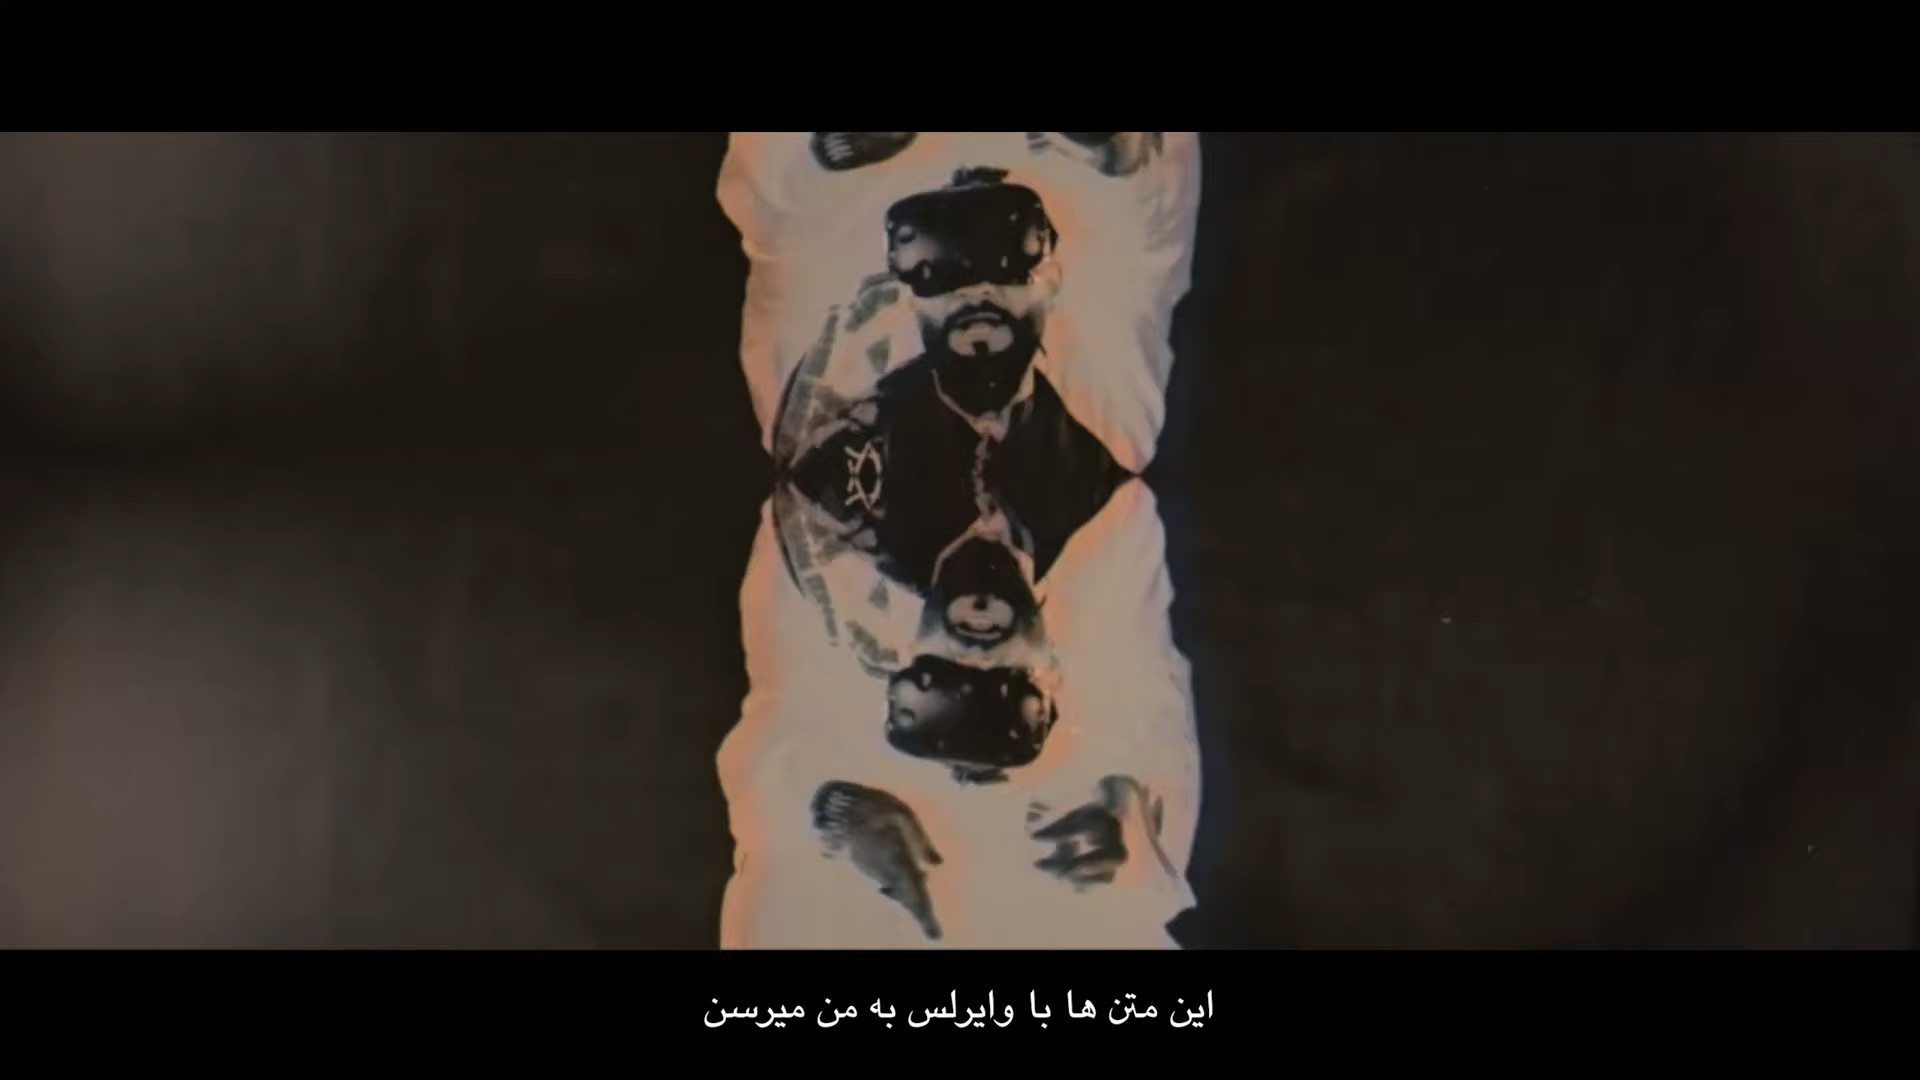 این متن ها با وایرلس به من میرسن